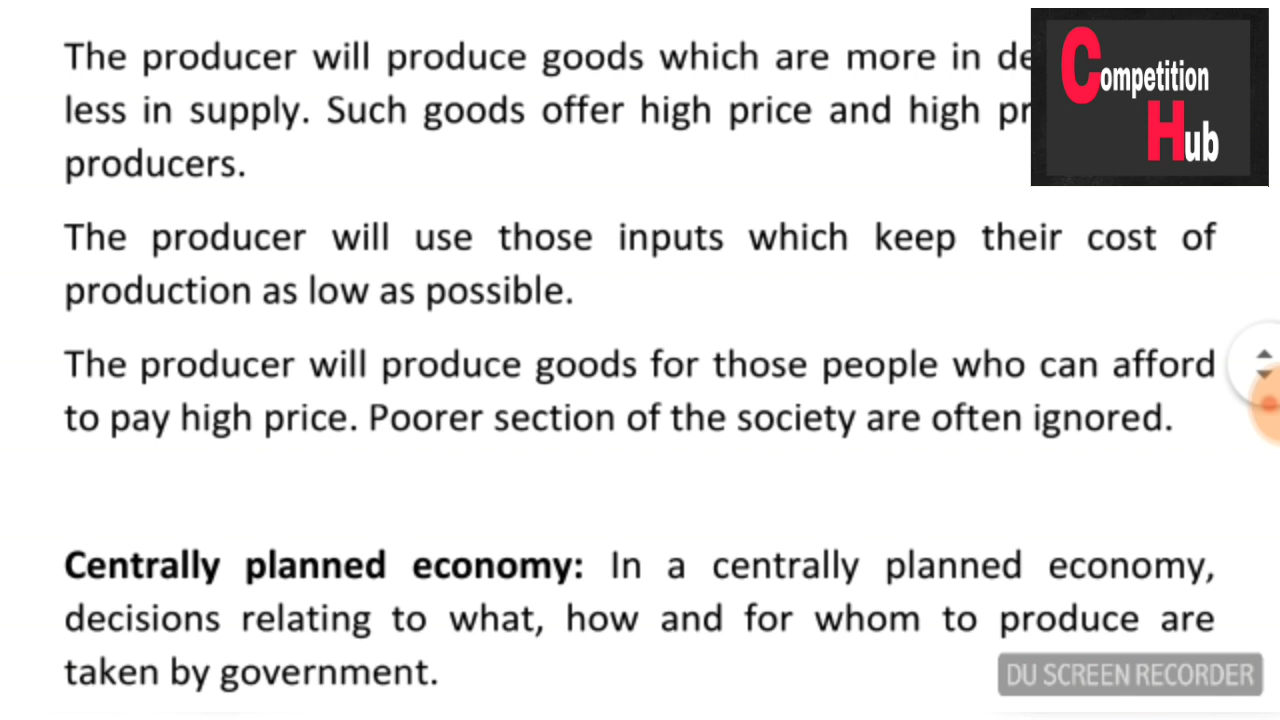 The producer will produce goods which are more in
less in supply. Such goods offer high price and high
producers.
The producer will use those inputs which keep their cost of
production as low as possible.
The producer will produce goods for those people who can afford
to pay high price. Poorer section of the society are often ignored.
Centrally planned economy: In a centrally planned economy,
decisions relating to what, how and for whom to produce are
taken by government.
Competition
Hub
DU SCREEN RECORDER